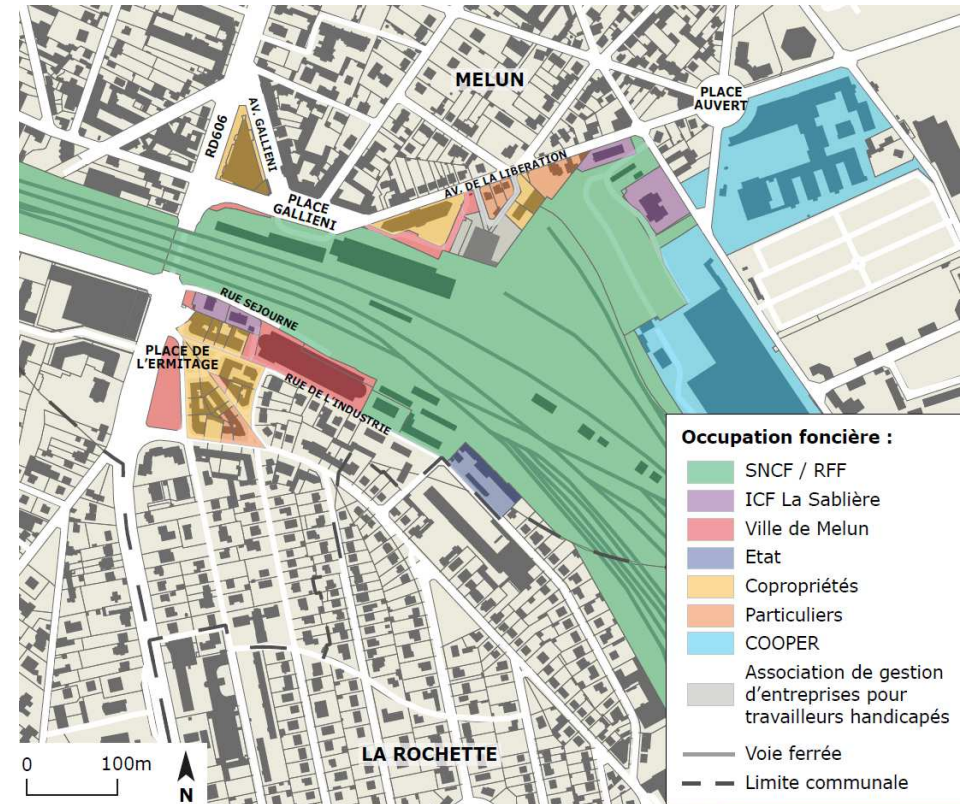 MELUN
PLACE
AUVERT
RD606
AV. GALLIENI
AV. DE LA LIBERATION
PLACE
GALLIENI
RUE SEJOURNE
PLACE DE
L'ERMITAGE
RUE DE L'INDUSTRIE
LA ROCHETTE
0 100m
N
Occupation foncière :
SNCF / RFF
ICF La Sablière
Ville de Melun
Etat
Copropriétés
Particuliers
COOPER
Association de gestion
d'entreprises pour
travailleurs handicapés
Voie ferrée
Limite communale